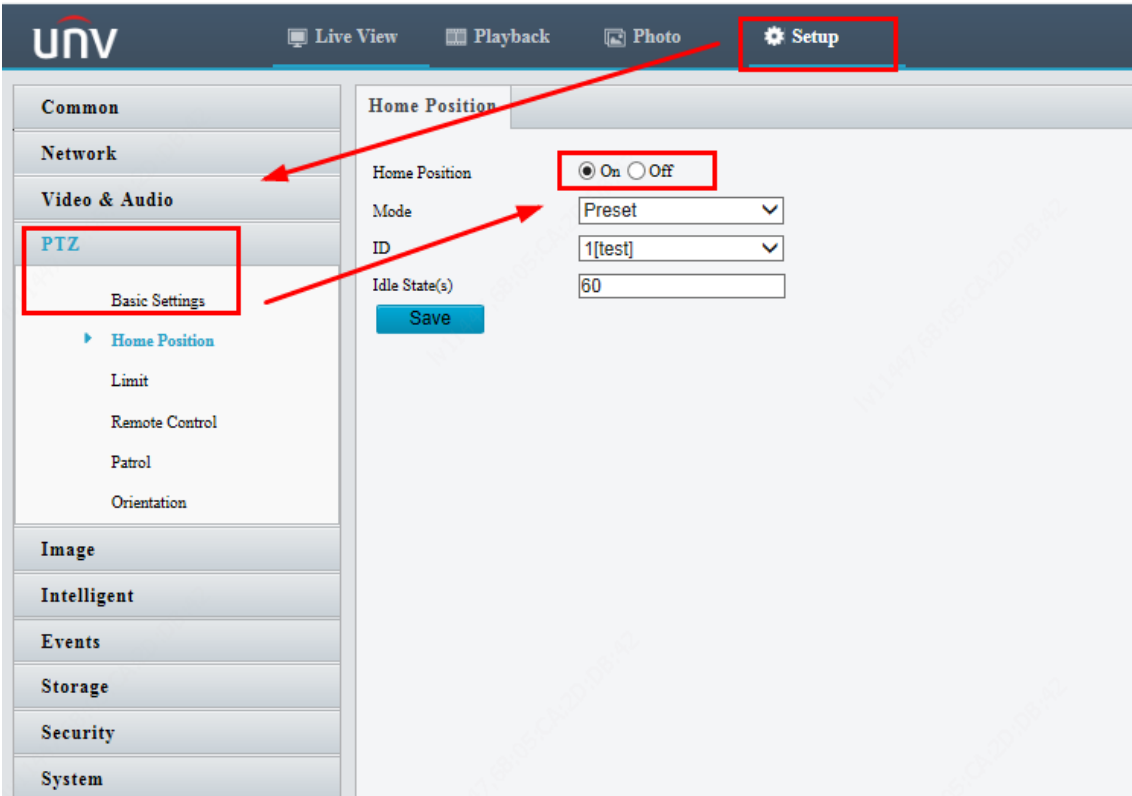 unv Live View Playback Photo Setup
Common
Network
Video & Audio
PTZ
Basic Settings
Home Position
Limit
Remote Control
Patrol
Orientation
Image
Intelligent
Events
Storage
Security
System
Home Position
Home Position On Off
Mode Preset
ID 1[test]
Idle State(s) 60
Save